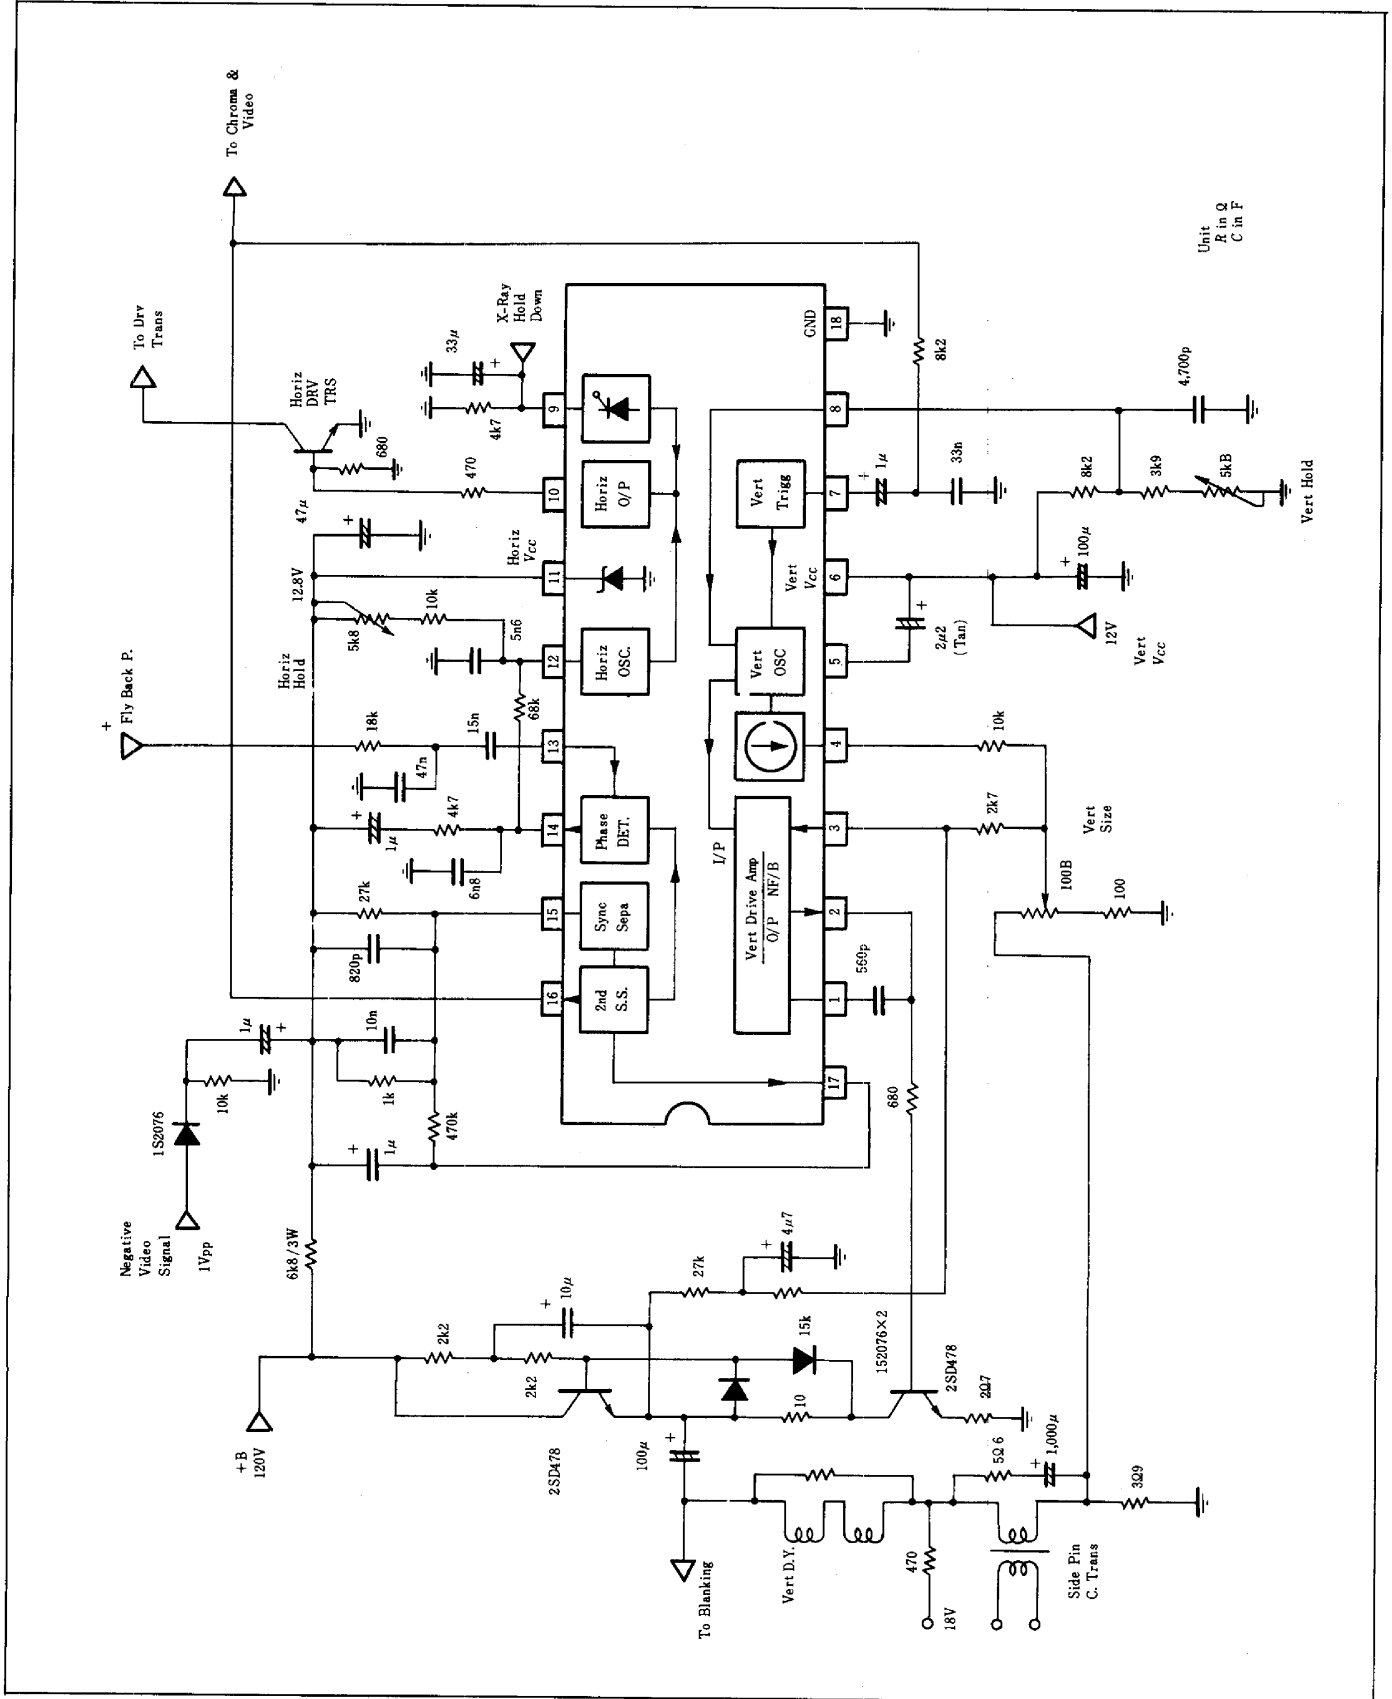 To Chroma &
Video
To Drv
Trans
Horiz
DRV
TRS
680
X-Ray
Hold
Down
33μ
4k7
470
47μ
12.8V
Horiz
Vcc
5k8
10k
5n6
Horiz
Hold
+
Fly Back P.
18k
47n
15n
68k
+
1μ
4k7
6n8
27k
820p
1μ
+
10n
1k
470k
+
1μ
10k
1S2076
Negative
Video
Signal
1Vpp
6k8/3W
+B
120V
9
10
11
12
13
14
15
16
Horiz
O/P
Horiz
OSC.
Phase
DET.
Sync
Sepa
2nd
S.S.
GND
Vert
Trigg
Vert
Vcc
Vert
OSC
I/P
Vert Drive Amp
O/P NF/B
18
8
7
6
5
4
3
2
1
17
8k2
+
1μ
33n
4,700p
8k2
3k9
5kB
Vert Hold
+
100μ
+
2μ2
(Tan)
12V
Vert
Vcc
10k
2k7
Vert
Size
100B
100
560p
680
Unit
R in Ω
C in F
2k2
2k2
+
10μ
27k
+
4μ7
15k
10
2SD478
100μ
+
152076×2
2SD478
2Ω7
To Blanking
Vert D.Y.
470
18V
5Ω6
+
1,000μ
3Ω9
Side Pin
C. Trans